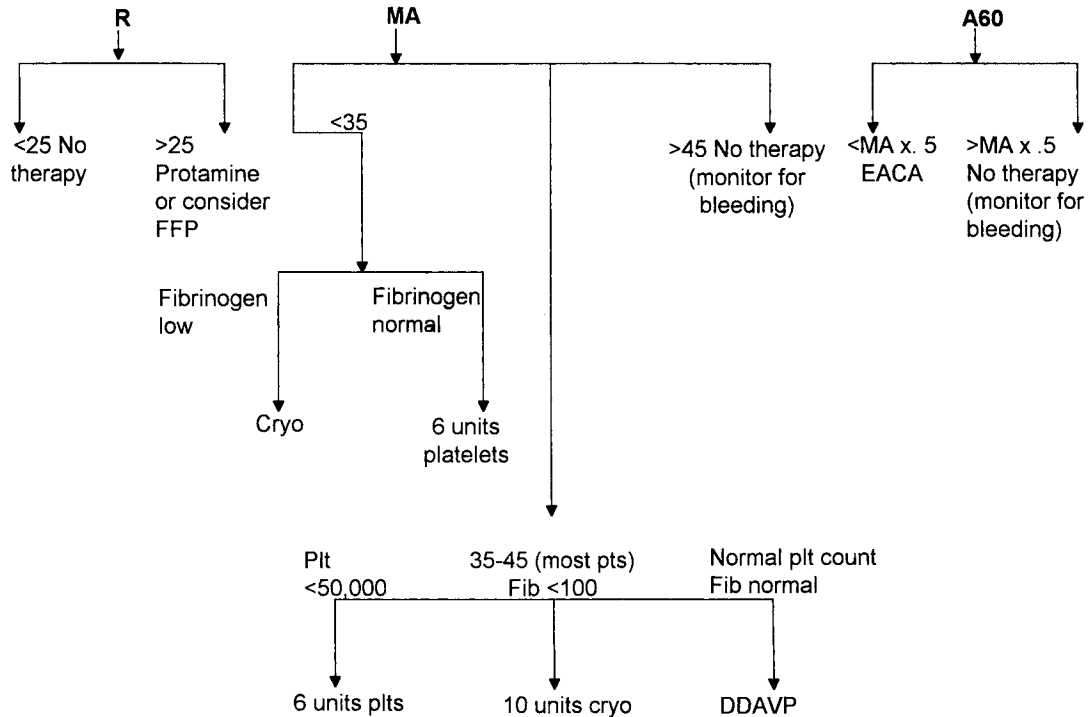 R
MA
A60
<25 No
therapy
>25
Protamine
or consider
FFP
<35
>45 No therapy
(monitor for
bleeding)
<MA x. 5
EACA
>MA x .5
No therapy
(monitor for
bleeding)
Fibrinogen
low
Fibrinogen
normal
Cryo
6 units
platelets
Plt
<50,000
35-45 (most pts)
Fib <100
Normal plt count
Fib normal
6 units plts
10 units cryo
DDAVP